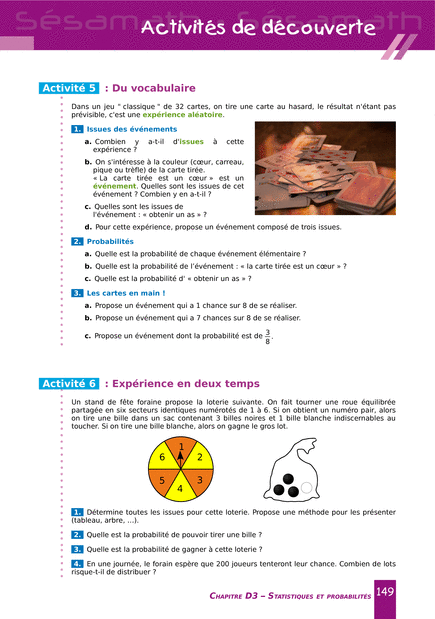 Sésamath Sésamath
Activités de découverte
Activité 5 : Du vocabulaire
Dans un jeu " classique " de 32 cartes, on tire une carte au hasard, le résultat n'étant pas
prévisible, c'est une expérience aléatoire.
1. Issues des événements
a. Combien y a-t-il d'issues à cette
expérience ?
b. On s'intéresse à la couleur (cœur, carreau,
pique ou trèfle) de la carte tirée.
« La carte tirée est un cœur » est un
événement. Quelles sont les issues de cet
événement ? Combien y en a-t-il ?
c. Quelles sont les issues de
l'événement : « obtenir un as » ?
d. Pour cette expérience, propose un événement composé de trois issues.
2. Probabilités
a. Quelle est la probabilité de chaque événement élémentaire ?
b. Quelle est la probabilité de l'événement : « la carte tirée est un cœur » ?
c. Quelle est la probabilité d' « obtenir un as » ?
3. Les cartes en main !
a. Propose un événement qui a 1 chance sur 8 de se réaliser.
b. Propose un événement qui a 7 chances sur 8 de se réaliser.
c. Propose un événement dont la probabilité est de 3/8.
Activité 6 : Expérience en deux temps
Un stand de fête foraine propose la loterie suivante. On fait tourner une roue équilibrée
partagée en six secteurs identiques numérotés de 1 à 6. Si on obtient un numéro pair, alors
on tire une bille dans un sac contenant 3 billes noires et 1 bille blanche indiscernables au
toucher. Si on tire une bille blanche, alors on gagne le gros lot.
1
6 2
5 3
4
1. Détermine toutes les issues pour cette loterie. Propose une méthode pour les présenter
(tableau, arbre, ...).
2. Quelle est la probabilité de pouvoir tirer une bille ?
3. Quelle est la probabilité de gagner à cette loterie ?
4. En une journée, le forain espère que 200 joueurs tenteront leur chance. Combien de lots
risque-t-il de distribuer ?
CHAPITRE D3 – STATISTIQUES ET PROBABILITÉS 149